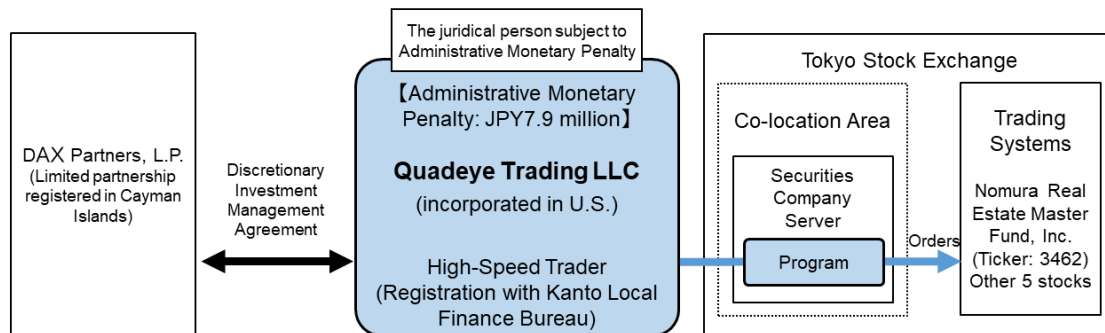 DAX Partners, L.P.
(Limited partnership
registered in Cayman
Islands)
Discretionary
Investment
Management
Agreement
The juridical person subject to
Administrative Monetary Penalty
【Administrative Monetary
Penalty: JPY7.9 million】
Quadeye Trading LLC
(incorporated in U.S.)
High-Speed Trader
(Registration with Kanto Local
Finance Bureau)
Tokyo Stock Exchange
Co-location Area
Securities
Company
Server
Program
Orders
Trading
Systems
Nomura Real
Estate Master
Fund, Inc.
(Ticker: 3462)
Other 5 stocks